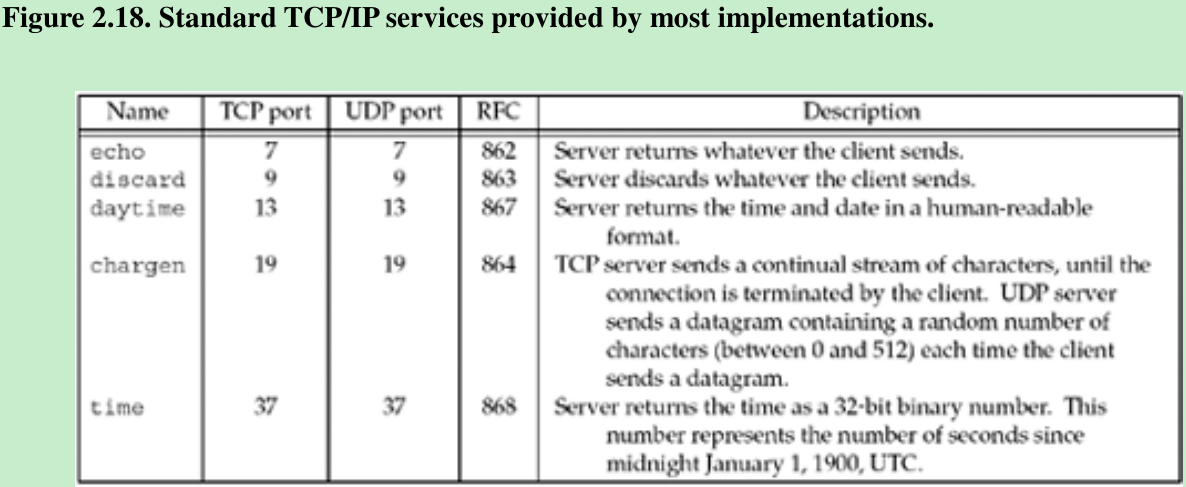 Figure 2.18. Standard TCP/IP services provided by most implementations.
Name TCP port UDP port RFC Description
echo 7 7 862 Server returns whatever the client sends.
discard 9 9 863 Server discards whatever the client sends.
daytime 13 13 867 Server returns the time and date in a human-readable
format.
chargen 19 19 864 TCP server sends a continual stream of characters, until the
connection is terminated by the client. UDP server
sends a datagram containing a random number of
characters (between 0 and 512) each time the client
sends a datagram.
time 37 37 868 Server returns the time as a 32-bit binary number. This
number represents the number of seconds since
midnight January 1, 1900, UTC.